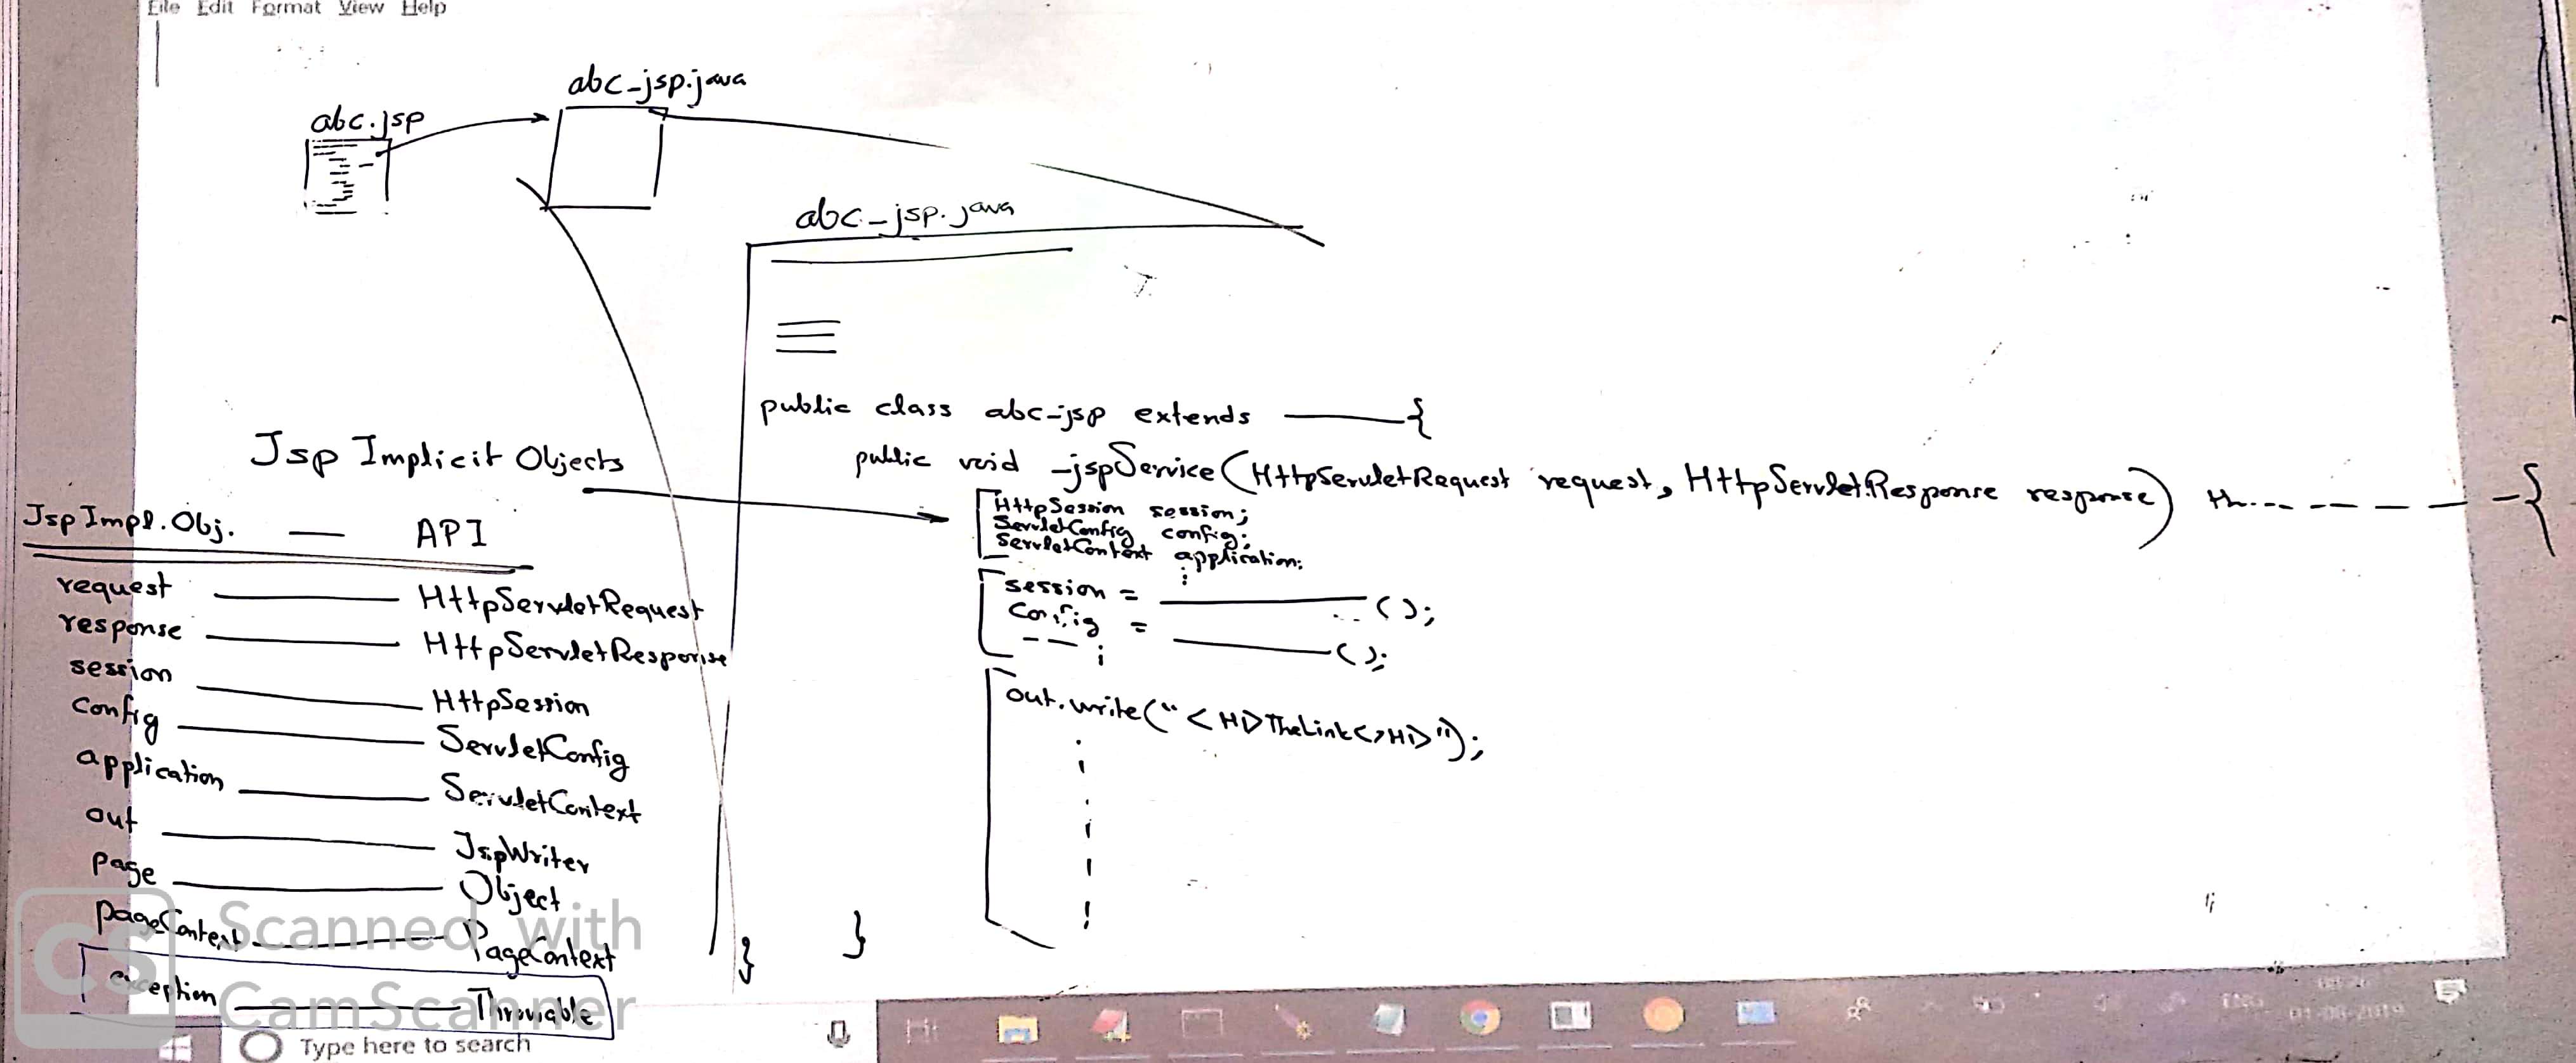 File Edit Format View Help
abc_jsp.java
abc.jsp
abc_jsp.java
public class abc_jsp extends ——— {
public void _jspService(HttpServletRequest request, HttpServletResponse response) th... — — — {
HttpSession session;
ServletConfig config;
ServletContext application;
session = ——— ();
config = ——— ();
out.write("<H1>TheLink</H1>");
}
}
Jsp Implicit Objects
Jsp Impl. Obj. — API
request ——— HttpServletRequest
response ——— HttpServletResponse
session ——— HttpSession
config ——— ServletConfig
application ——— ServletContext
out ——— JspWriter
page ——— Object
pageContext ——— PageContext
exception ——— Throwable
CS Scanned with
CamScanner
Type here to search
ENG
01-08-2019